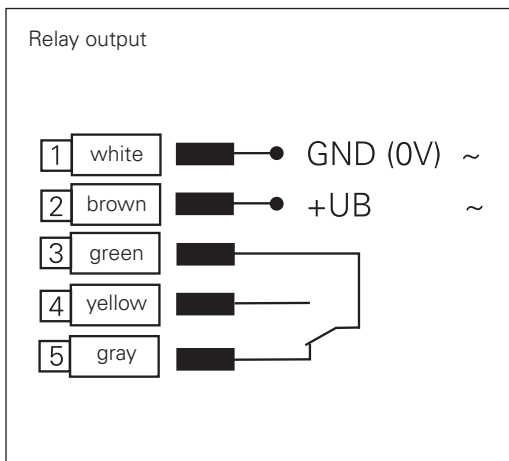 Relay output
1 white GND (0V) ~
2 brown +UB ~
3 green
4 yellow
5 gray